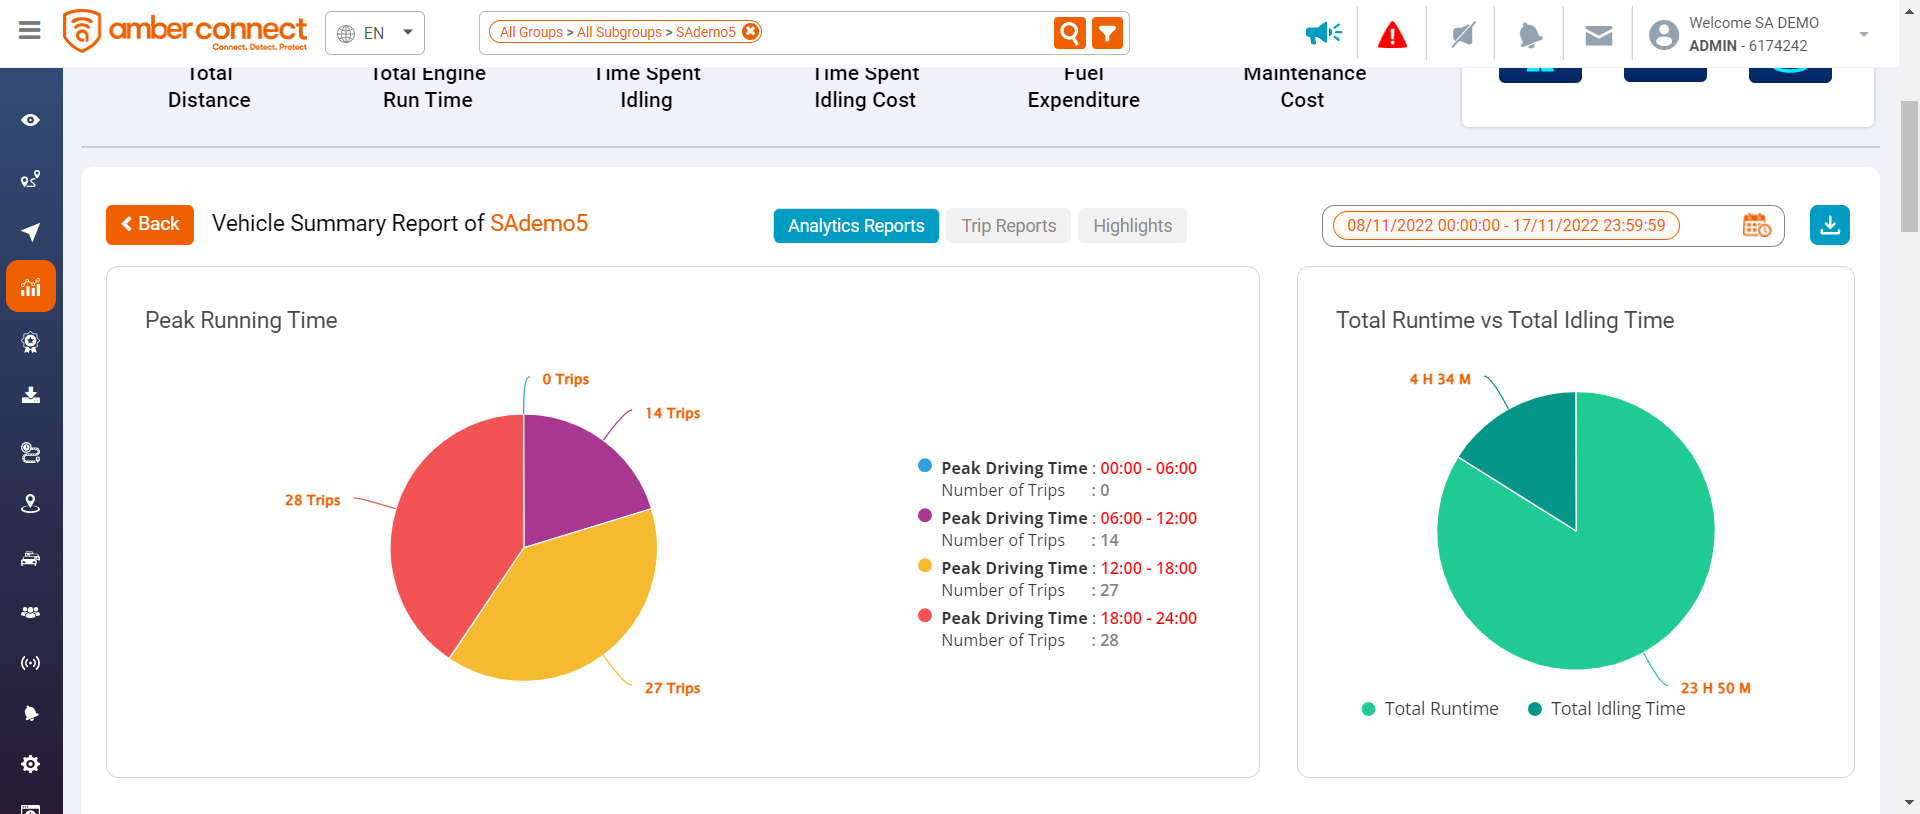 amber connect
Connect. Detect. Protect
EN
All Groups > All Subgroups > SAdemo5
Welcome SA DEMO
ADMIN - 6174242
Total
Distance
Total Engine
Run Time
Time Spent
Idling
Time Spent
Idling Cost
Fuel
Expenditure
Maintenance
Cost
Back
Vehicle Summary Report of SAdemo5
Analytics Reports
Trip Reports
Highlights
08/11/2022 00:00:00 - 17/11/2022 23:59:59
Peak Running Time
0 Trips
14 Trips
28 Trips
27 Trips
Peak Driving Time : 00:00 - 06:00
Number of Trips : 0
Peak Driving Time : 06:00 - 12:00
Number of Trips : 14
Peak Driving Time : 12:00 - 18:00
Number of Trips : 27
Peak Driving Time : 18:00 - 24:00
Number of Trips : 28
Total Runtime vs Total Idling Time
4 H 34 M
23 H 50 M
Total Runtime
Total Idling Time